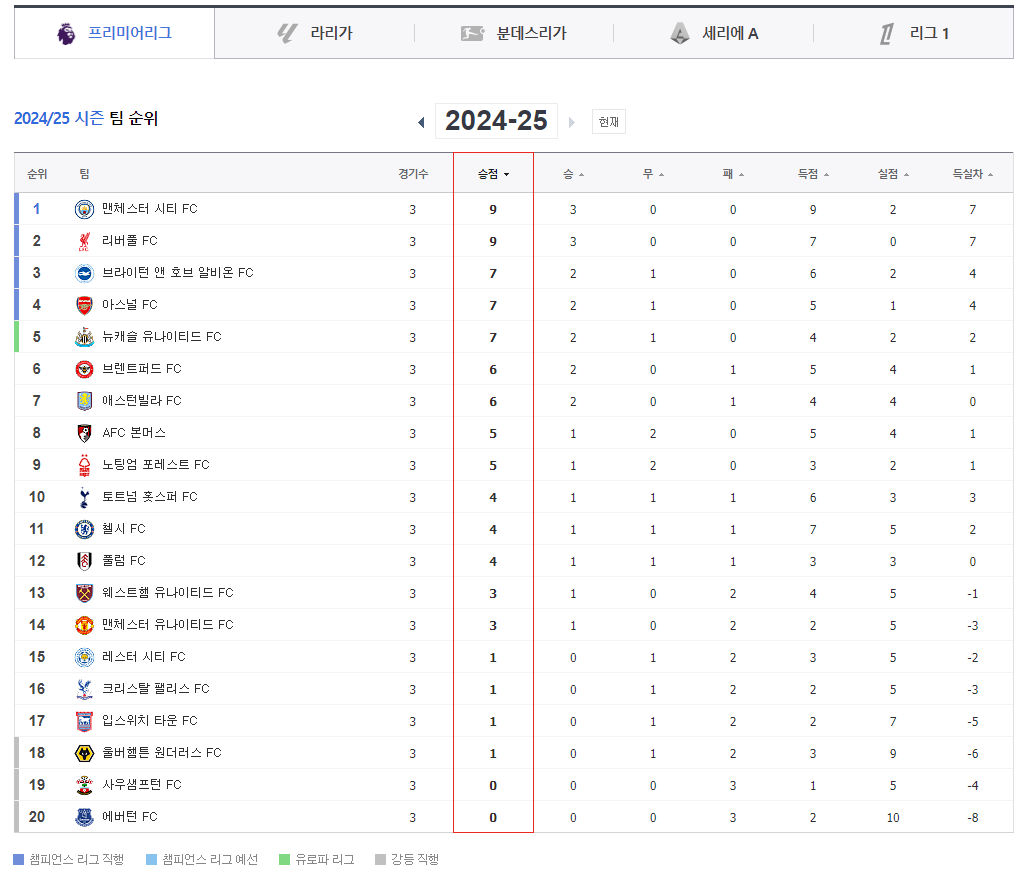 프리미어리그 라리가 분데스리가 세리에 A 리그 1
2024/25 시즌 팀 순위 2024-25 현재
순위 팀 경기수 승점 승 무 패 득점 실점 득실차
1 맨체스터 시티 FC 3 9 3 0 0 9 2 7
2 리버풀 FC 3 9 3 0 0 7 0 7
3 브라이턴 앤 호브 알비온 FC 3 7 2 1 0 6 2 4
4 아스널 FC 3 7 2 1 0 5 1 4
5 뉴캐슬 유나이티드 FC 3 7 2 1 0 4 2 2
6 브렌트퍼드 FC 3 6 2 0 1 5 4 1
7 애스턴빌라 FC 3 6 2 0 1 4 4 0
8 AFC 본머스 3 5 1 2 0 5 4 1
9 노팅엄 포레스트 FC 3 5 1 2 0 3 2 1
10 토트넘 홋스퍼 FC 3 4 1 1 1 6 3 3
11 첼시 FC 3 4 1 1 1 7 5 2
12 풀럼 FC 3 4 1 1 1 3 3 0
13 웨스트햄 유나이티드 FC 3 3 1 0 2 4 5 -1
14 맨체스터 유나이티드 FC 3 3 1 0 2 2 5 -3
15 레스터 시티 FC 3 1 0 1 2 3 5 -2
16 크리스탈 팰리스 FC 3 1 0 1 2 2 5 -3
17 입스위치 타운 FC 3 1 0 1 2 2 7 -5
18 울버햄튼 원더러스 FC 3 1 0 1 2 3 9 -6
19 사우샘프턴 FC 3 0 0 0 3 1 5 -4
20 에버턴 FC 3 0 0 0 3 2 10 -8
챔피언스 리그 직행 챔피언스 리그 예선 유로파 리그 강등 직행